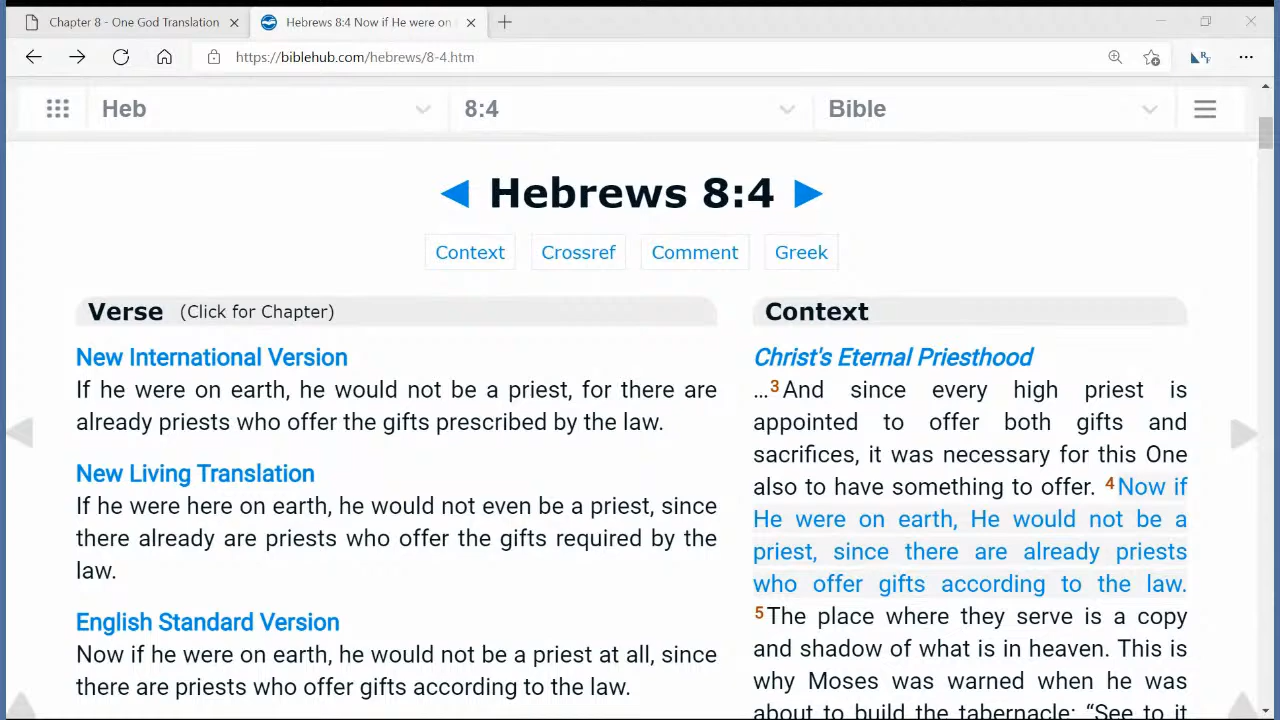 Chapter 8 - One God Translation
Hebrews 8:4 Now if He were on
https://biblehub.com/hebrews/8-4.htm
Heb
8:4
Bible
Hebrews 8:4
Context
Crossref
Comment
Greek
Verse (Click for Chapter)
New International Version
If he were on earth, he would not be a priest, for there are
already priests who offer the gifts prescribed by the law.
New Living Translation
If he were here on earth, he would not even be a priest, since
there already are priests who offer the gifts required by the
law.
English Standard Version
Now if he were on earth, he would not be a priest at all, since
there are priests who offer gifts according to the law.
Context
Christ's Eternal Priesthood
…3And since every high priest is
appointed to offer both gifts and
sacrifices, it was necessary for this One
also to have something to offer. 4Now if
He were on earth, He would not be a
priest, since there are already priests
who offer gifts according to the law.
5The place where they serve is a copy
and shadow of what is in heaven. This is
why Moses was warned when he was
about to build the tabernacle: “See to it